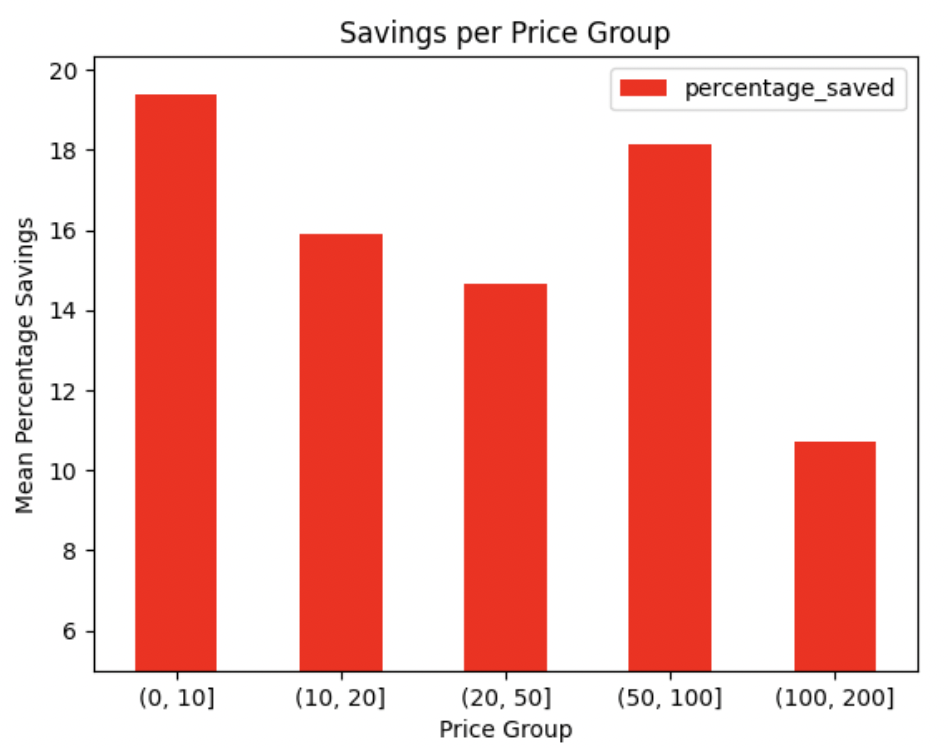 Savings per Price Group
percentage_saved
Mean Percentage Savings
20
18
16
14
12
10
8
6
(0, 10] (10, 20] (20, 50] (50, 100] (100, 200]
Price Group